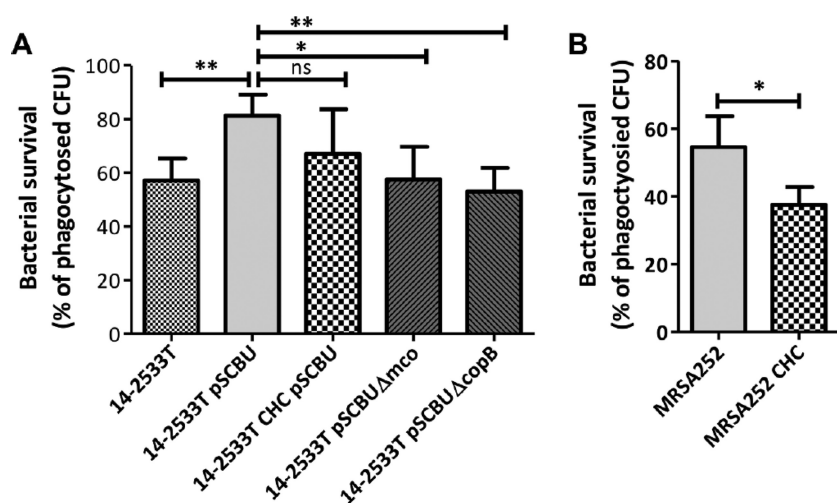 A
Bacterial survival
(% of phagocytosed CFU)
100
80
60
40
20
0
**
*
**
ns
14-2533T
14-2533T pSCBU
14-2533T CHC pSCBU
14-2533T pSCBUΔmco
14-2533T pSCBUΔcopB
B
Bacterial survival
(% of phagoctyosied CFU)
80
60
40
20
0
*
MRSA252
MRSA252 CHC